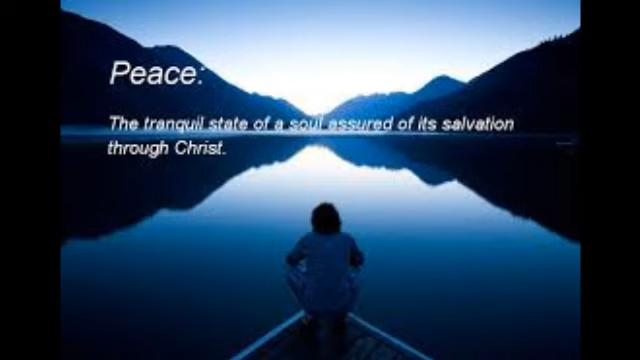 Peace:
The tranquil state of a soul assured of its salvation
through Christ.